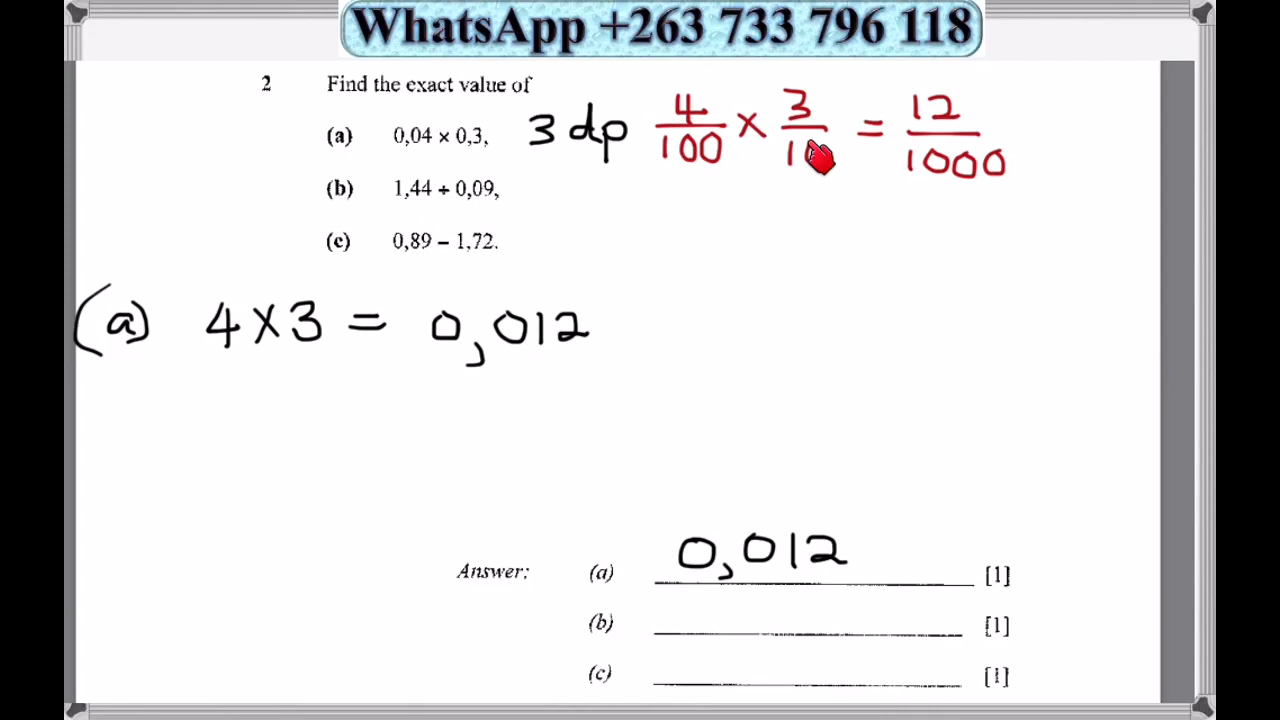 WhatsApp +263 733 796 118
2 Find the exact value of
(a) 0,04 × 0,3, 3 dp 4/100 × 3/10 = 12/1000
(b) 1,44 ÷ 0,09,
(c) 0,89 – 1,72.
(a) 4 × 3 = 0,012
Answer: (a) 0,012 [1]
(b) [1]
(c) [1]